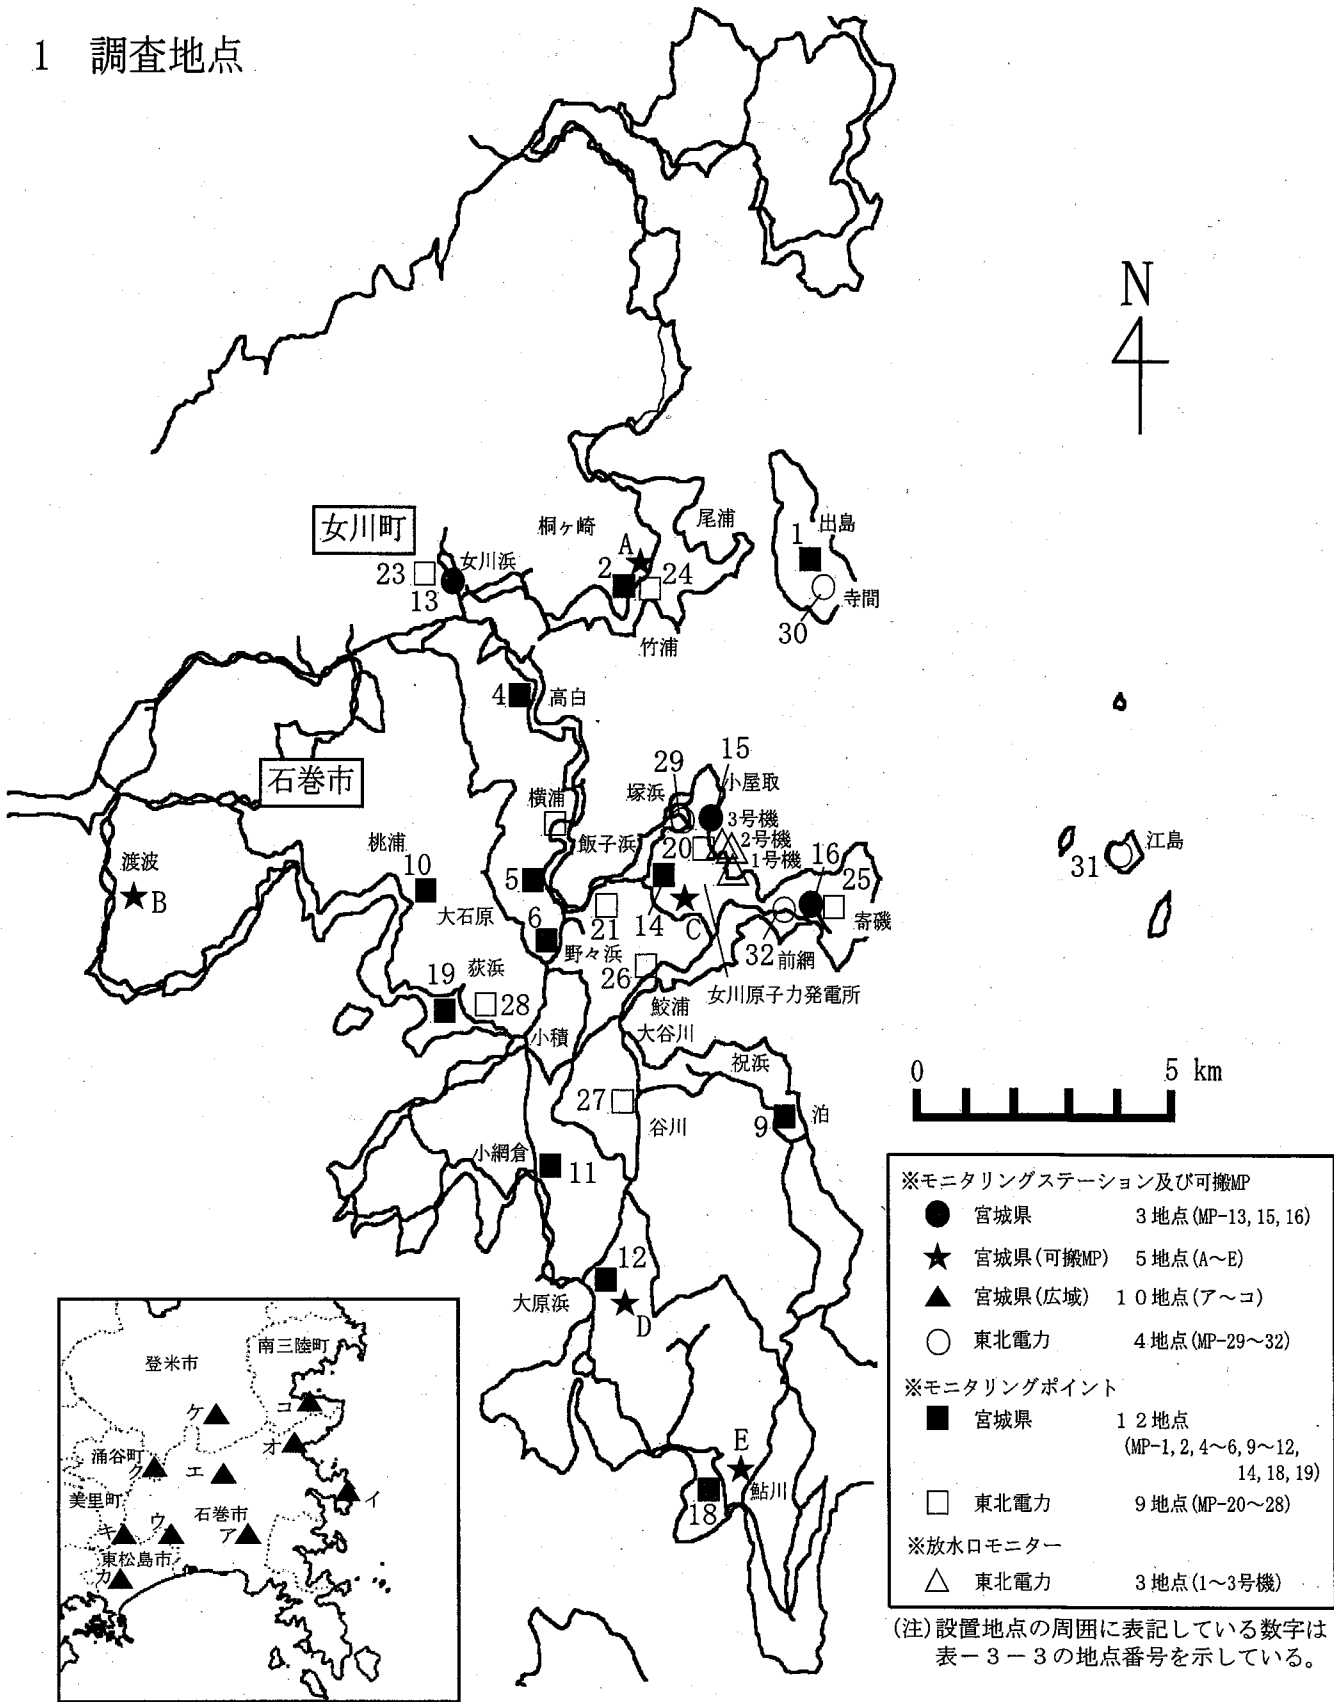 1 調査地点
N
女川町
桐ヶ崎
尾浦
出島
1
女川浜
A
23
13
2
24
寺間
30
竹浦
4
高白
石巻市
15
29
小屋取
塚浜
横浦
3号機
飯子浜
2号機
20
1号機
江島
31
渡波
桃浦
16
10
25
B
5
大石原
C
寄磯
6
21
14
野々浜
32
前網
荻浜
26
19
28
鮫浦
女川原子力発電所
小積
大谷川
祝浜
0
5 km
27
谷川
9
泊
小網倉
11
12
大原浜
D
E
18
鮎川
南三陸町
登米市
コ
ケ
オ
涌谷町
ク
エ
美里町
イ
石巻市
キ
ウ
ア
東松島市
カ
※モニタリングステーション及び可搬MP
宮城県 3地点(MP-13,15,16)
宮城県(可搬MP) 5地点(A~E)
宮城県(広域) 10地点(ア~コ)
東北電力 4地点(MP-29~32)
※モニタリングポイント
宮城県 12地点
(MP-1,2,4~6,9~12,
14,18,19)
東北電力 9地点(MP-20~28)
※放水口モニター
東北電力 3地点(1~3号機)
(注)設置地点の周囲に表記している数字は
表-3-3の地点番号を示している。